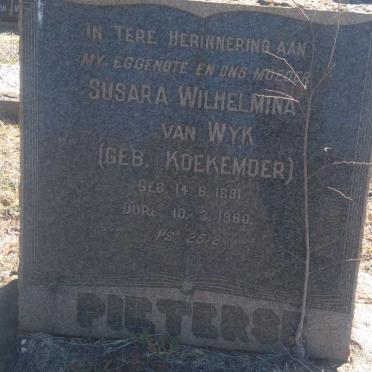 IN TERE HERINNERING AAN
MY EGGENOTE EN ONS MOEDER
SUSARA WILHELMINA
VAN WYK
(GEB. KOEKEMOER)
GEB. 14. 8. 1891
OORL. 10. 3. 1960.
PS. 25:2
PIETERS